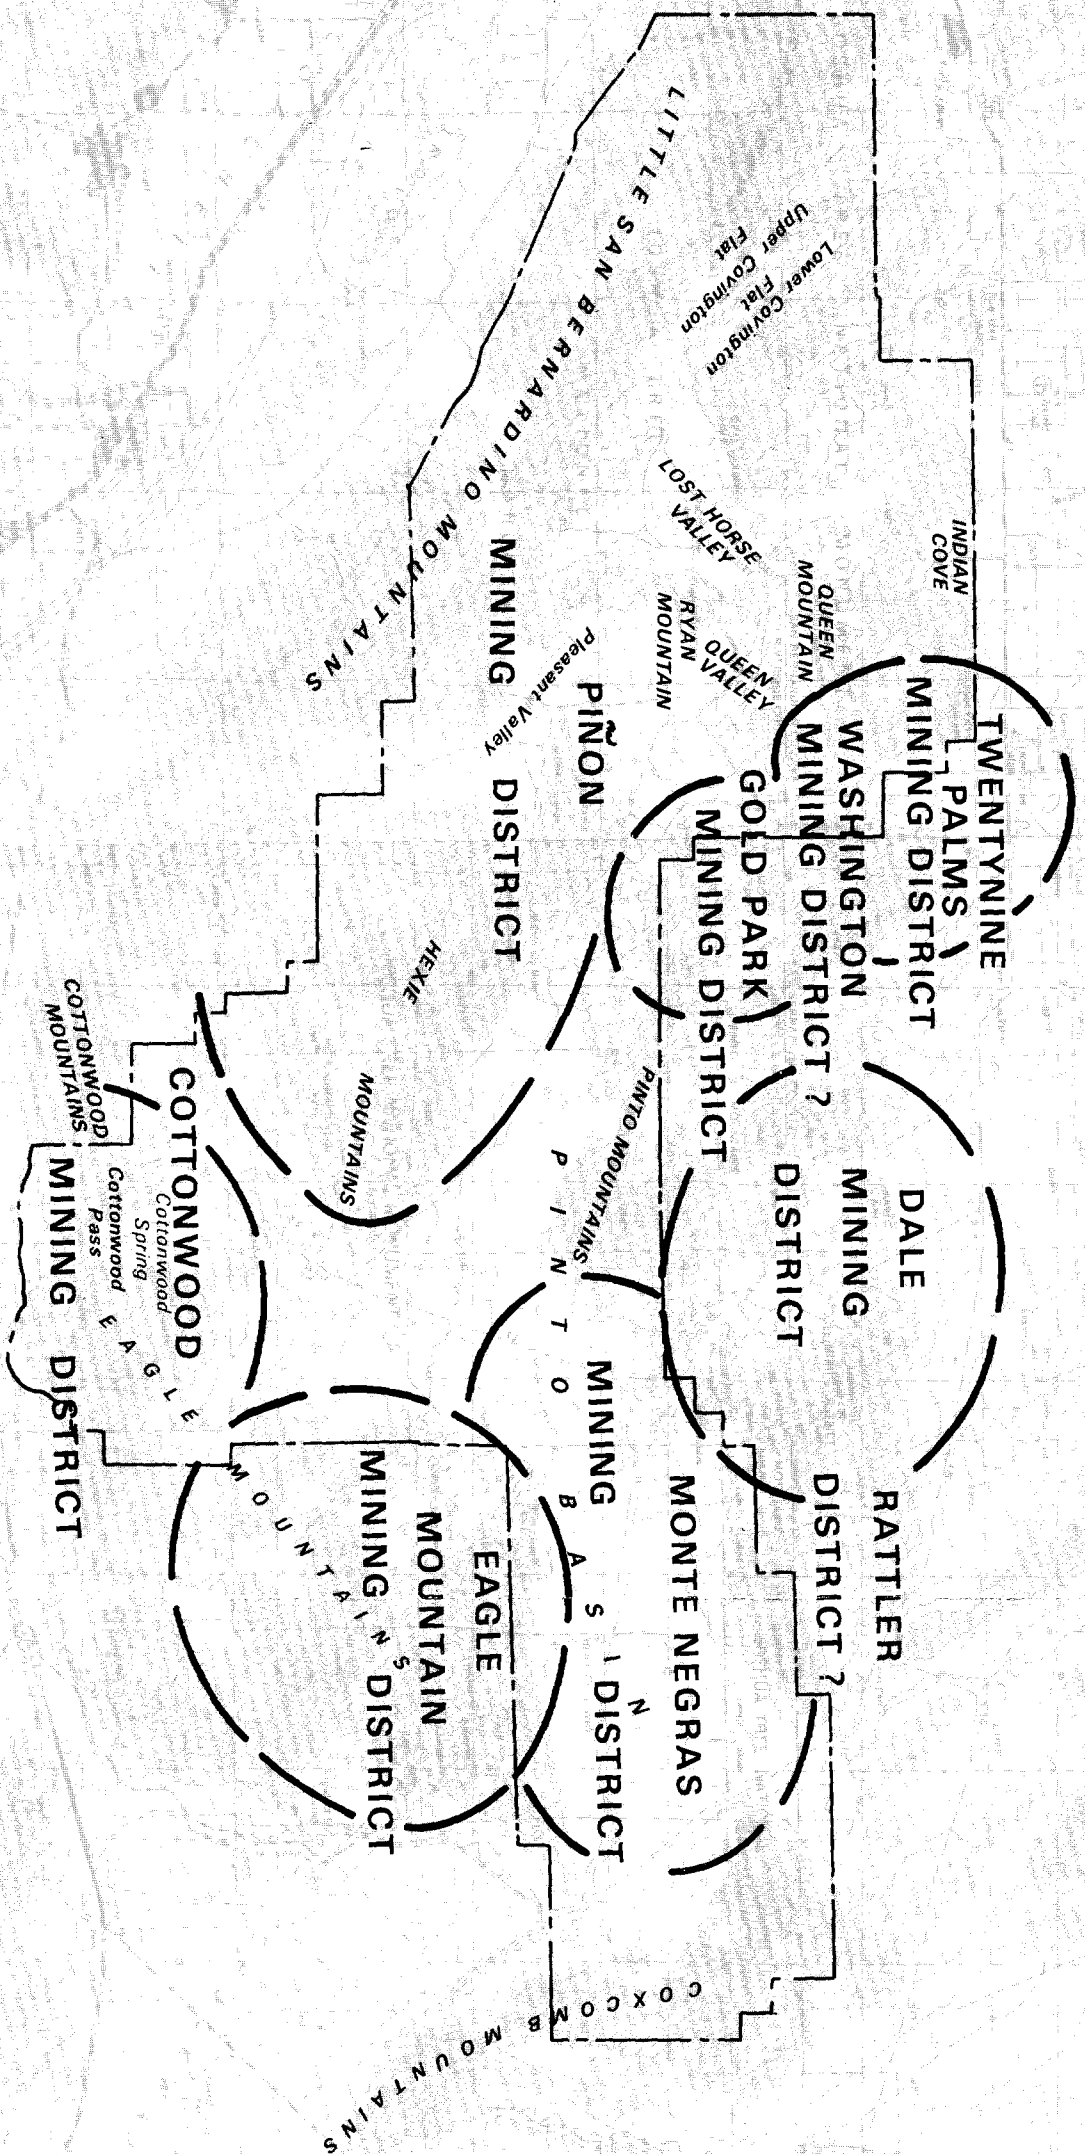 LITTLE SAN BERNARDINO MOUNTAINS
Upper Covington
Flat
Lower Covington
Flat
INDIAN
COVE
LOST HORSE
VALLEY
QUEEN
MOUNTAIN
RYAN
MOUNTAIN
QUEEN
VALLEY
TWENTYNINE
PALMS
MINING DISTRICT
WASHINGTON
MINING DISTRICT ?
GOLD PARK
MINING DISTRICT
PIÑON
MINING DISTRICT
Pleasant Valley
HEXIE
MOUNTAINS
PINTO MOUNTAINS
DALE
MINING
DISTRICT
RATTLER
DISTRICT ?
MONTE NEGRAS
MINING DISTRICT
PINTO BASIN
EAGLE
MOUNTAIN
MINING DISTRICT
EAGLE MOUNTAINS
COTTONWOOD
MINING DISTRICT
COTTONWOOD
MOUNTAINS
Cottonwood
Spring
Cottonwood
Pass
COXCOMB MOUNTAINS